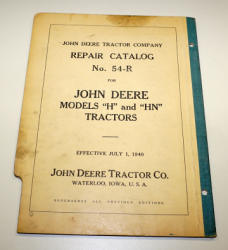 JOHN DEERE TRACTOR COMPANY
REPAIR CATALOG
No. 54-R
FOR
JOHN DEERE
MODELS "H" and "HN"
TRACTORS
EFFECTIVE JULY 1, 1940
JOHN DEERE TRACTOR CO.
WATERLOO, IOWA, U. S. A.
SUPERSEDES ALL PREVIOUS EDITIONS